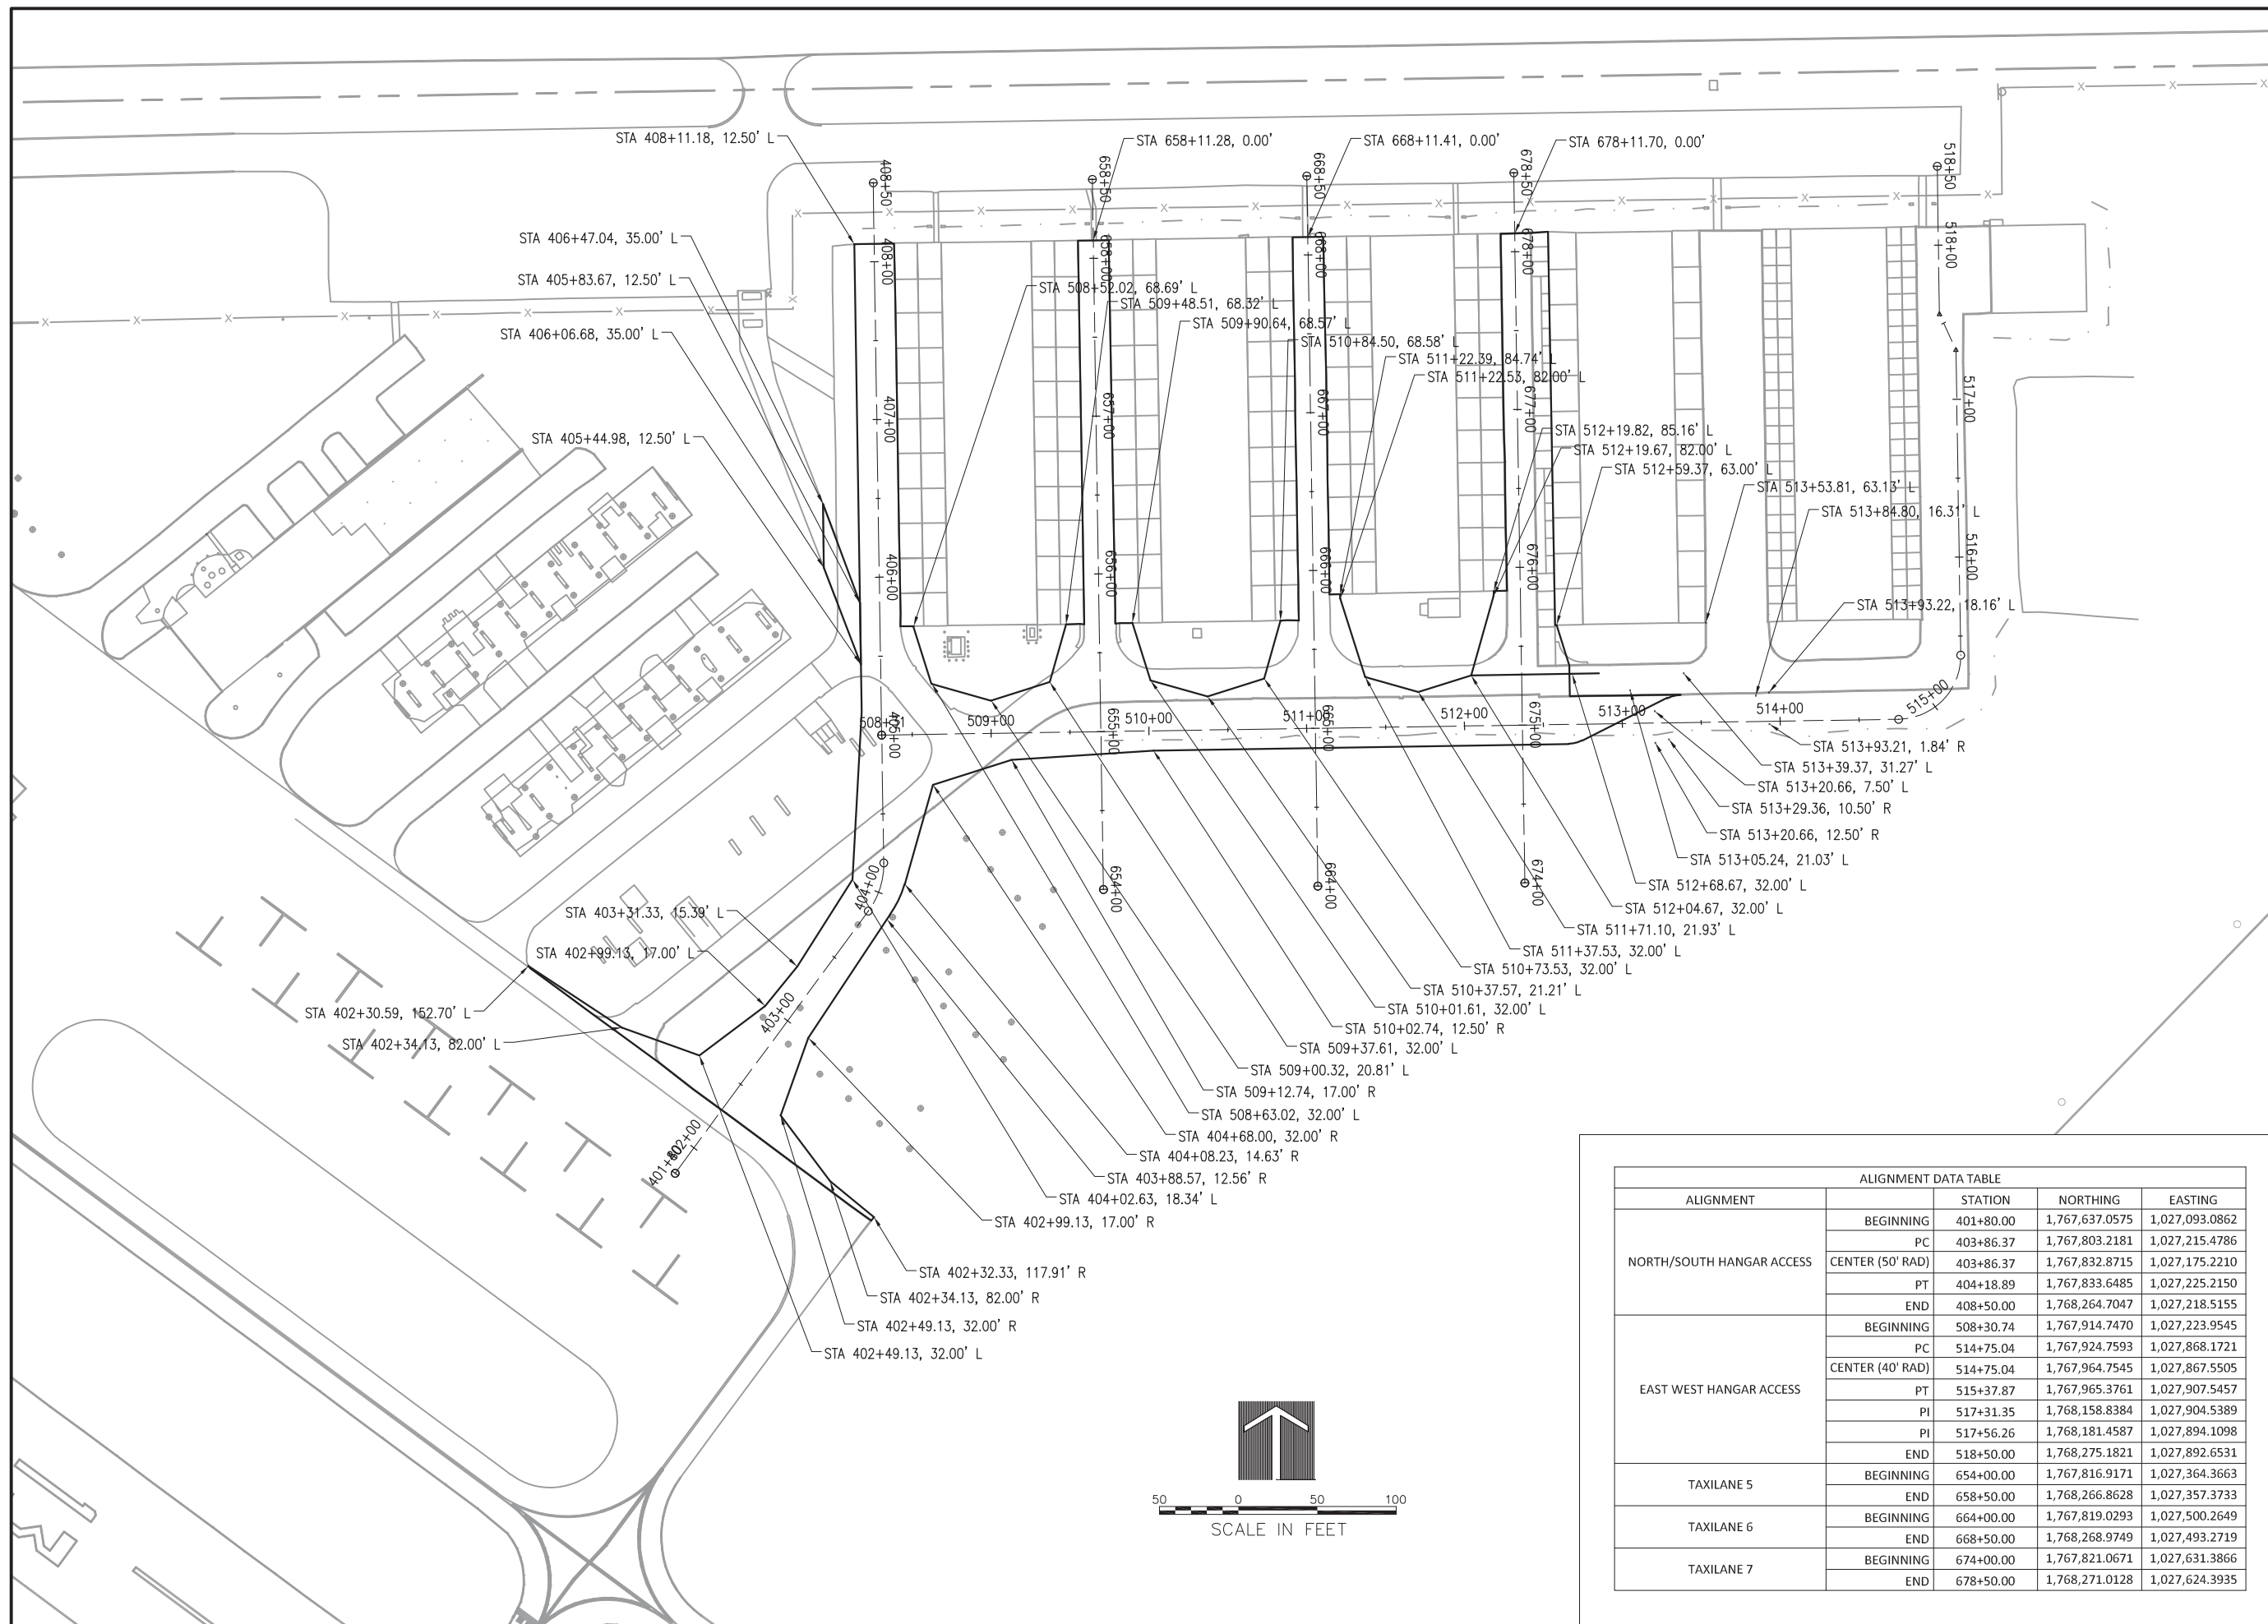 STA 408+11.18, 12.50' L
STA 658+11.28, 0.00'
STA 668+11.41, 0.00'
STA 678+11.70, 0.00'
408+50
658+50
668+50
678+50
518+50
STA 406+47.04, 35.00' L
STA 405+83.67, 12.50' L
STA 406+06.68, 35.00' L
STA 405+44.98, 12.50' L
408+00
658+00
668+00
678+00
518+00
STA 508+52.02, 68.69' L
STA 509+48.51, 68.32' L
STA 509+90.64, 68.57' L
STA 510+84.50, 68.58' L
STA 511+22.39, 84.74' L
STA 511+22.53, 82.00' L
407+00
657+00
667+00
677+00
517+00
STA 512+19.82, 85.16' L
STA 512+19.67, 82.00' L
STA 512+59.37, 63.00' L
STA 513+53.81, 63.13' L
STA 513+84.80, 16.31' L
STA 513+93.22, 18.16' L
406+00
656+00
666+00
676+00
516+00
508+31
405+00
509+00
655+00
510+00
511+00
665+00
512+00
675+00
513+00
514+00
515+00
STA 513+93.21, 1.84' R
STA 513+39.37, 31.27' L
STA 513+20.66, 7.50' L
STA 513+29.36, 10.50' R
STA 513+20.66, 12.50' R
STA 513+05.24, 21.03' L
STA 512+68.67, 32.00' L
STA 512+04.67, 32.00' L
STA 511+71.10, 21.93' L
STA 511+37.53, 32.00' L
STA 510+73.53, 32.00' L
STA 510+37.57, 21.21' L
STA 510+01.61, 32.00' L
STA 510+02.74, 12.50' R
STA 509+37.61, 32.00' L
STA 509+00.32, 20.81' L
STA 509+12.74, 17.00' R
STA 508+63.02, 32.00' L
STA 404+68.00, 32.00' R
STA 404+08.23, 14.63' R
STA 403+88.57, 12.56' R
STA 404+02.63, 18.34' L
STA 402+99.13, 17.00' R
404+00
654+00
664+00
674+00
STA 403+31.33, 15.39' L
STA 402+99.13, 17.00' L
STA 402+30.59, 152.70' L
STA 402+34.13, 82.00' L
403+00
402+00
401+80
STA 402+32.33, 117.91' R
STA 402+34.13, 82.00' R
STA 402+49.13, 32.00' R
STA 402+49.13, 32.00' L
50 0 50 100
SCALE IN FEET
ALIGNMENT DATA TABLE
ALIGNMENT STATION NORTHING EASTING
NORTH/SOUTH HANGAR ACCESS
BEGINNING 401+80.00 1,767,637.0575 1,027,093.0862
PC 403+86.37 1,767,803.2181 1,027,215.4786
CENTER (50' RAD) 403+86.37 1,767,832.8715 1,027,175.2210
PT 404+18.89 1,767,833.6485 1,027,225.2150
END 408+50.00 1,768,264.7047 1,027,218.5155
EAST WEST HANGAR ACCESS
BEGINNING 508+30.74 1,767,914.7470 1,027,223.9545
PC 514+75.04 1,767,924.7593 1,027,868.1721
CENTER (40' RAD) 514+75.04 1,767,964.7545 1,027,867.5505
PT 515+37.87 1,767,965.3761 1,027,907.5457
PI 517+31.35 1,768,158.8384 1,027,904.5389
PI 517+56.26 1,768,181.4587 1,027,894.1098
END 518+50.00 1,768,275.1821 1,027,892.6531
TAXILANE 5
BEGINNING 654+00.00 1,767,816.9171 1,027,364.3663
END 658+50.00 1,768,266.8628 1,027,357.3733
TAXILANE 6
BEGINNING 664+00.00 1,767,819.0293 1,027,500.2649
END 668+50.00 1,768,268.9749 1,027,493.2719
TAXILANE 7
BEGINNING 674+00.00 1,767,821.0671 1,027,631.3866
END 678+50.00 1,768,271.0128 1,027,624.3935